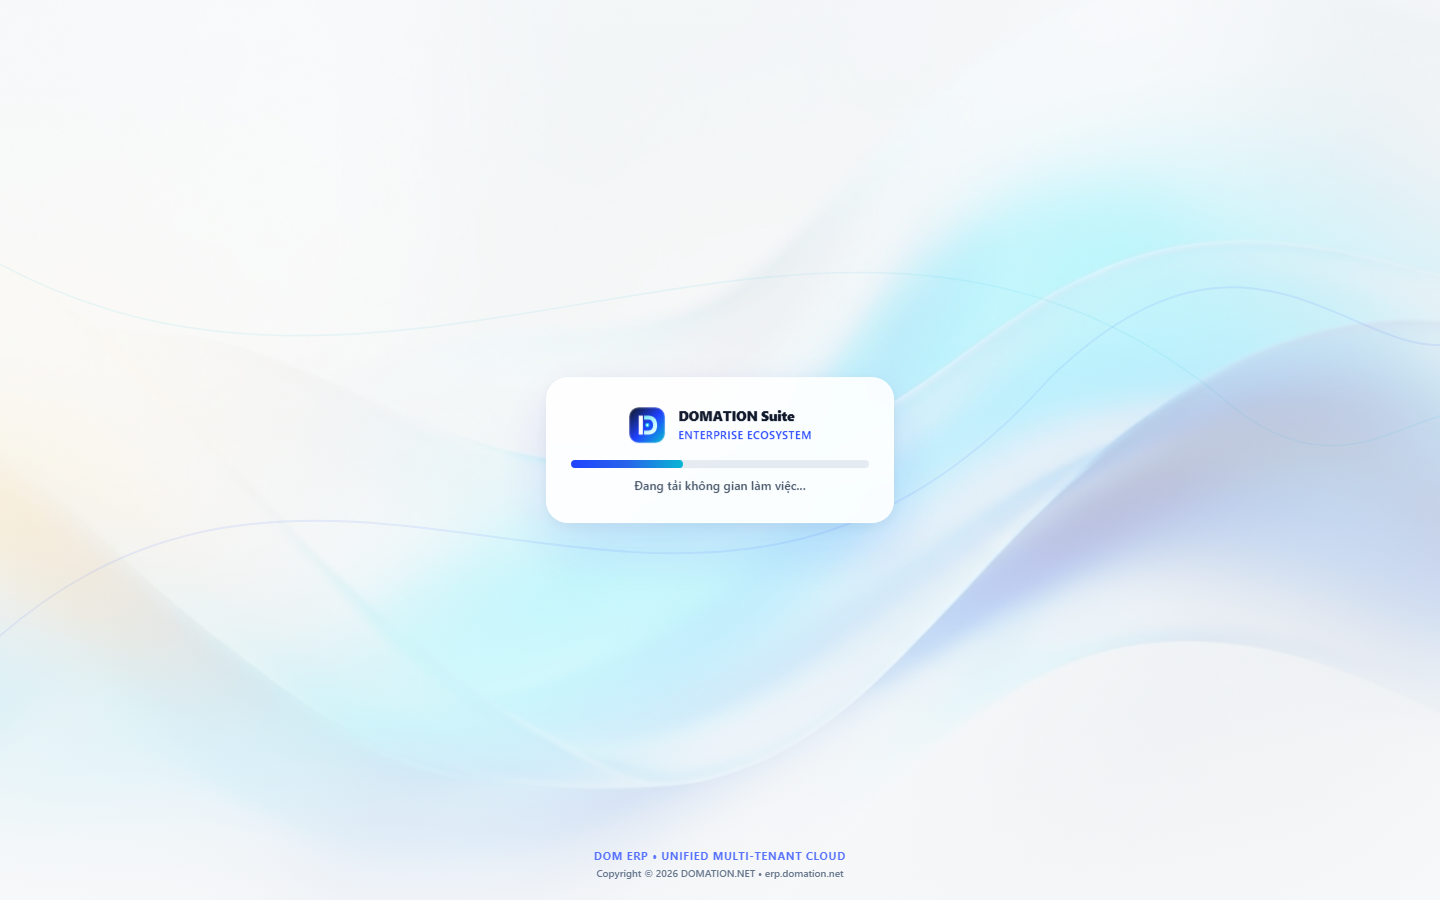 DOMATION Suite
ENTERPRISE ECOSYSTEM
Đang tải không gian làm việc...
DOM ERP • UNIFIED MULTI-TENANT CLOUD
Copyright © 2026 DOMATION.NET • erp.domation.net